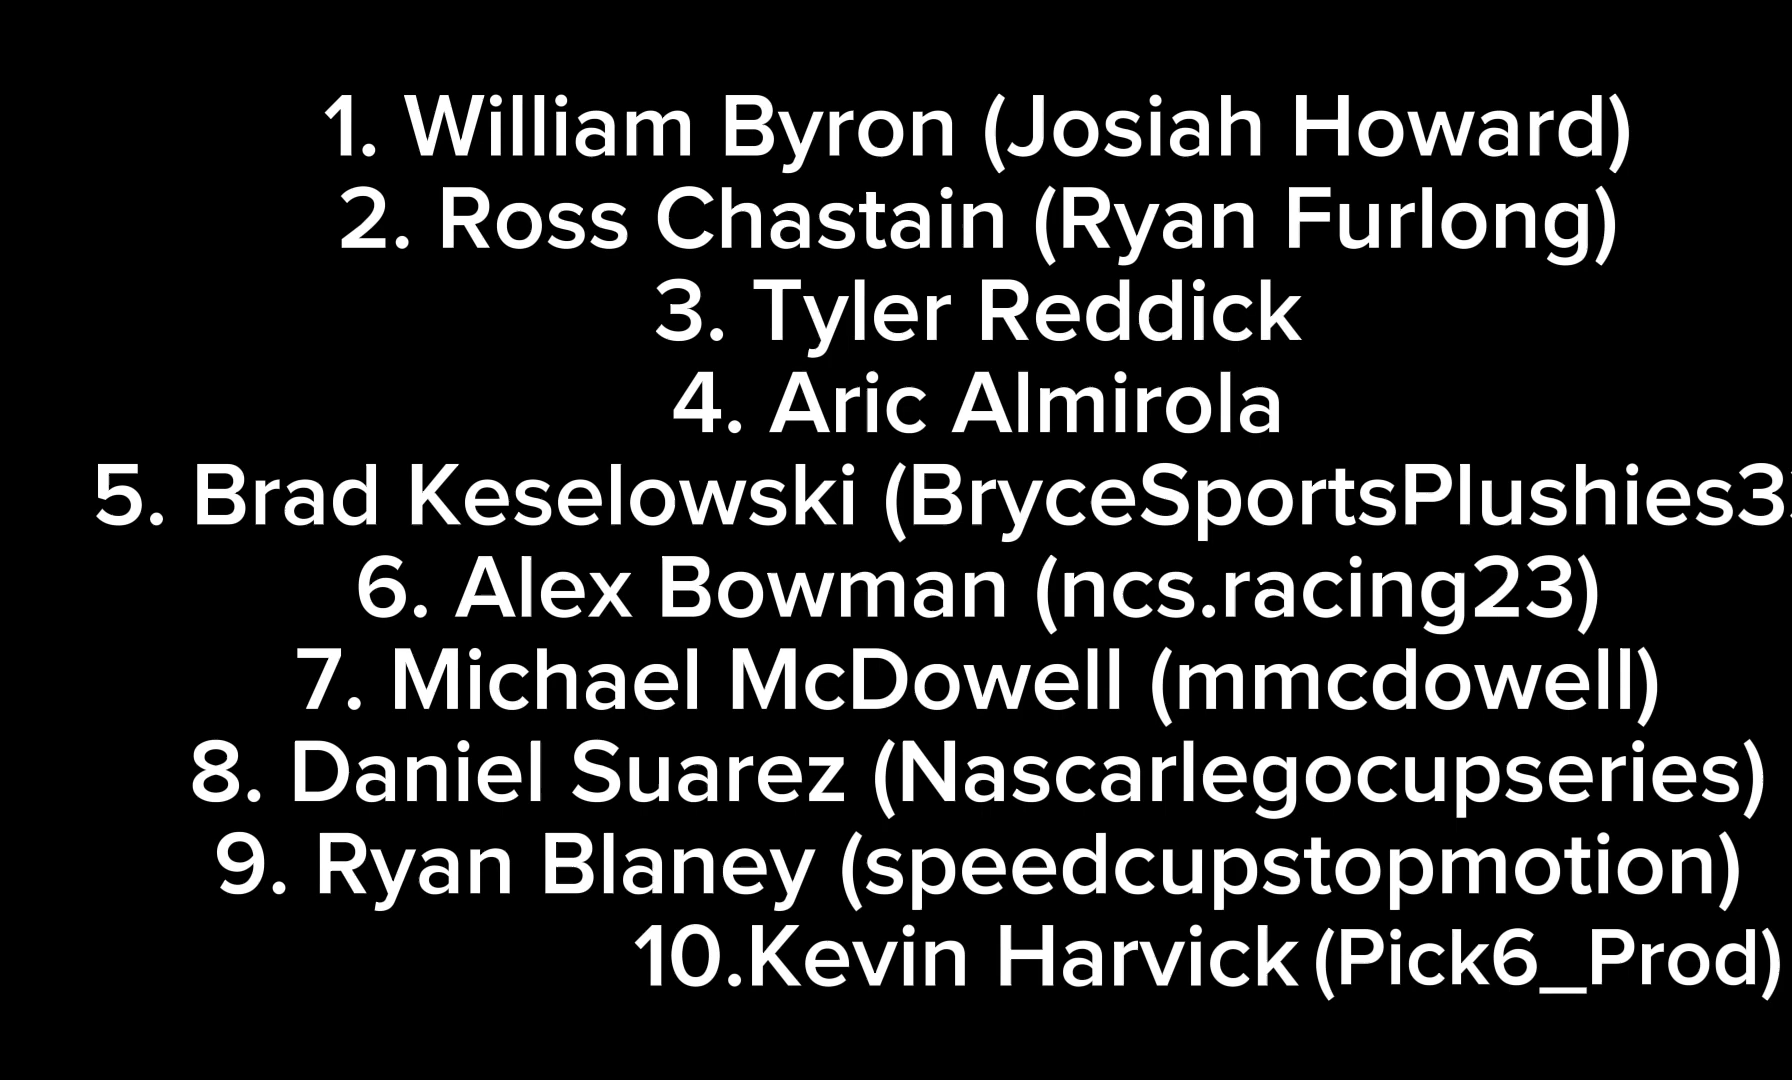 1. William Byron (Josiah Howard)
2. Ross Chastain (Ryan Furlong)
3. Tyler Reddick
4. Aric Almirola
5. Brad Keselowski (BryceSportsPlushies3
6. Alex Bowman (ncs.racing23)
7. Michael McDowell (mmcdowell)
8. Daniel Suarez (Nascarlegocupseries)
9. Ryan Blaney (speedcupstopmotion)
10.Kevin Harvick (Pick6_Prod)